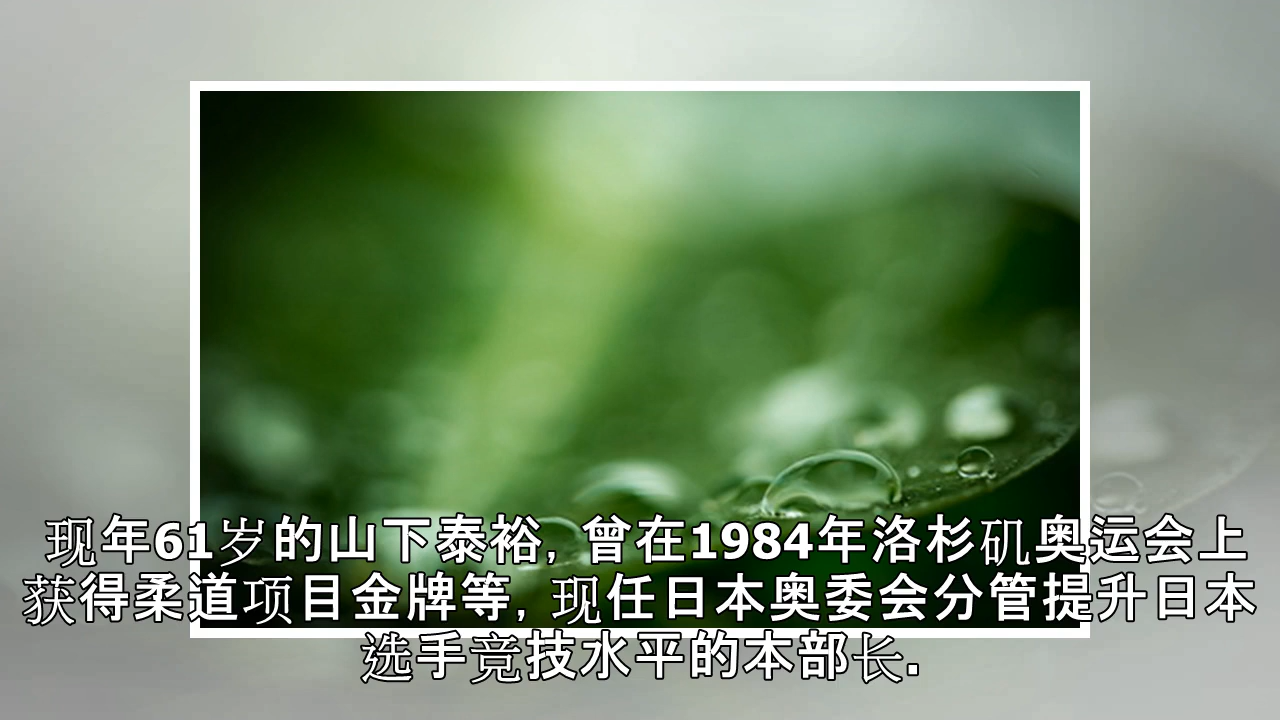 现年61岁的山下泰裕, 曾在1984年洛杉矶奥运会上
获得柔道项目金牌等, 现任日本奥委会分管提升日本
选手竞技水平的本部长.